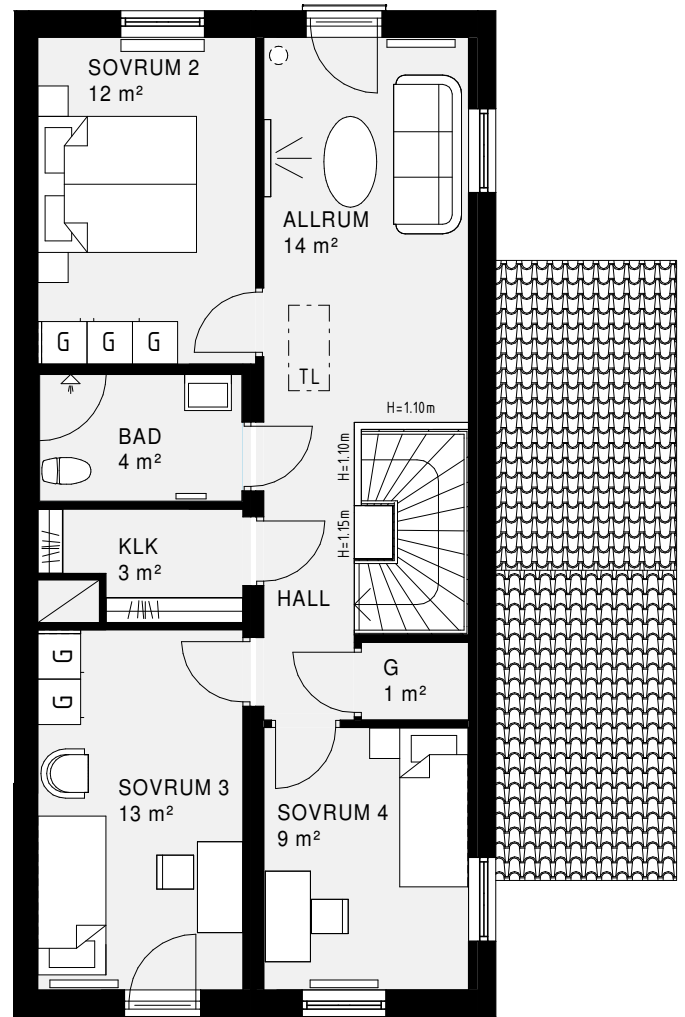 SOVRUM 2
12 m²
ALLRUM
14 m²
G G G
TL
H=1.10m
H=1.10m
BAD
4 m²
H=1.15m
KLK
3 m²
HALL
G
G
G
1 m²
SOVRUM 3
13 m²
SOVRUM 4
9 m²